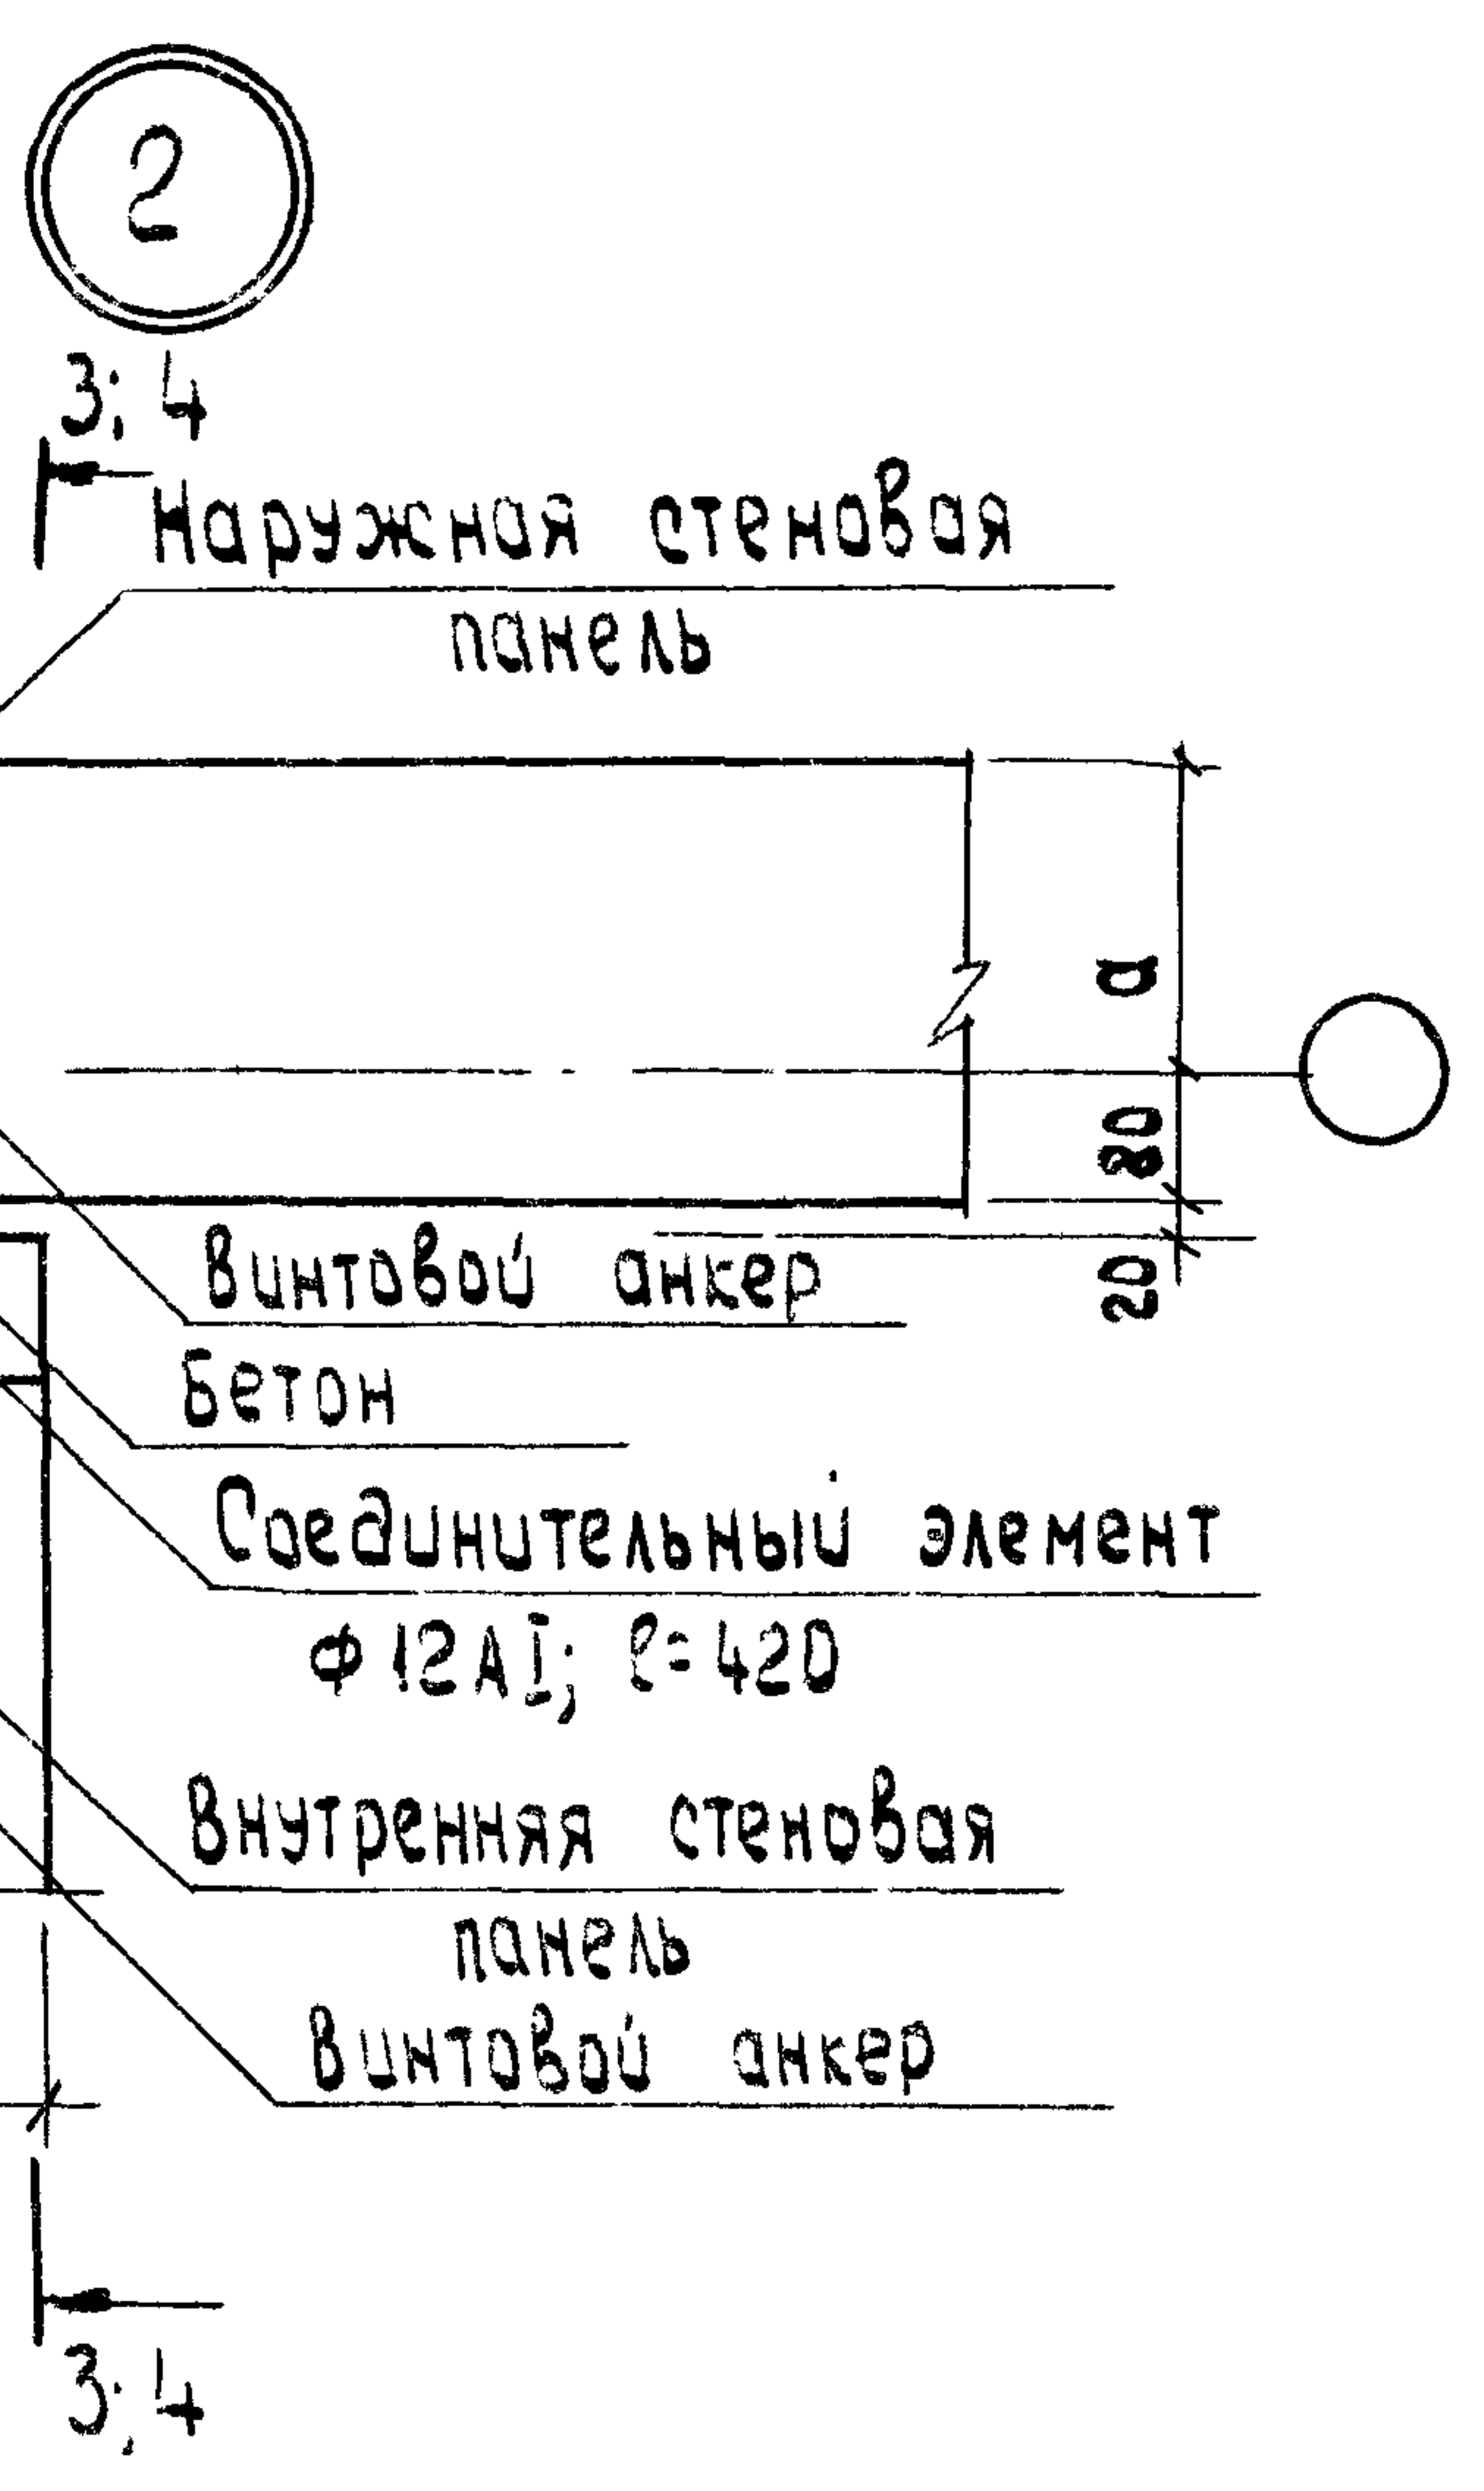 2
3; 4
Наружная стеновая
панель
а
80
20
Винтовой анкер
Бетон
Соединительный элемент
Ф 12АI; ℓ=420
Внутренняя стеновая
панель
Винтовой анкер
3; 4